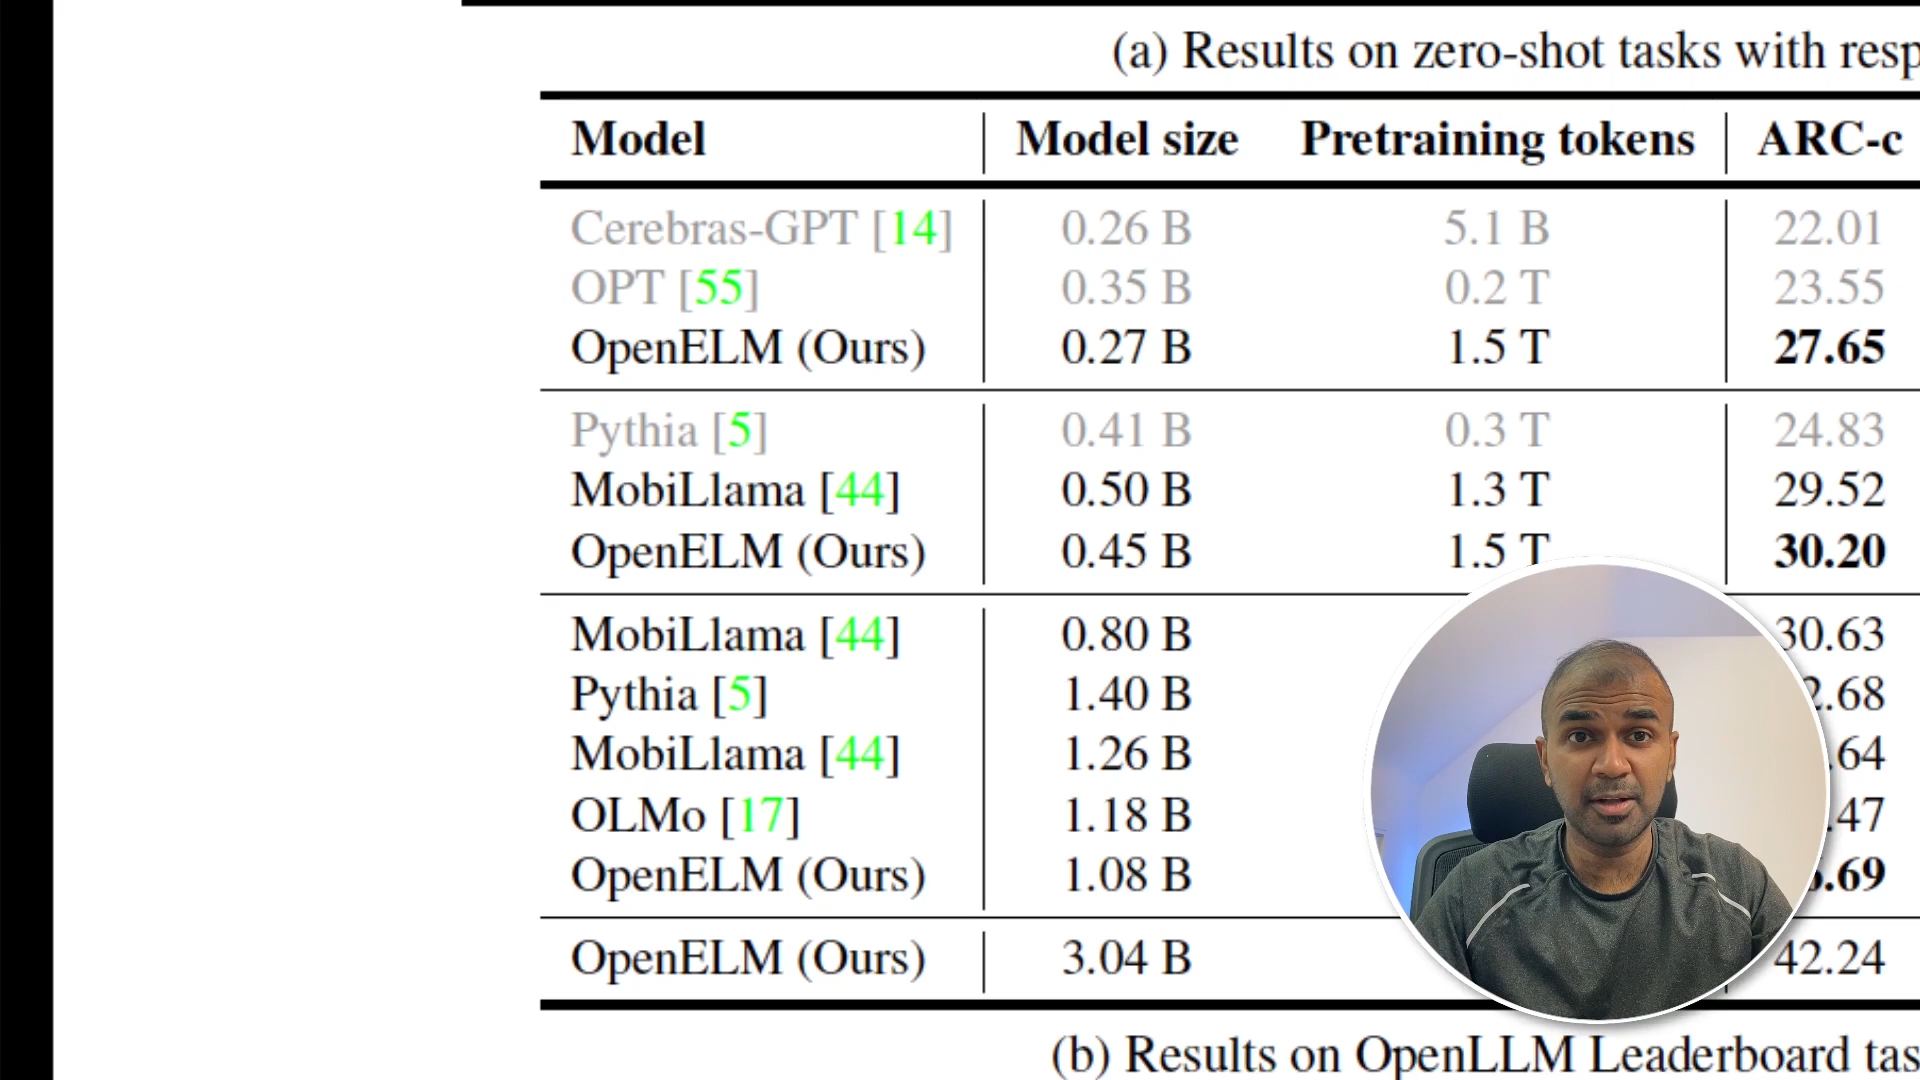 (a) Results on zero-shot tasks with resp
Model Model size Pretraining tokens ARC-c
Cerebras-GPT [14] 0.26 B 5.1 B 22.01
OPT [55] 0.35 B 0.2 T 23.55
OpenELM (Ours) 0.27 B 1.5 T 27.65
Pythia [5] 0.41 B 0.3 T 24.83
MobiLlama [44] 0.50 B 1.3 T 29.52
OpenELM (Ours) 0.45 B 1.5 T 30.20
MobiLlama [44] 0.80 B 30.63
Pythia [5] 1.40 B 2.68
MobiLlama [44] 1.26 B .64
OLMo [17] 1.18 B .47
OpenELM (Ours) 1.08 B .69
OpenELM (Ours) 3.04 B 42.24
(b) Results on OpenLLM Leaderboard tas